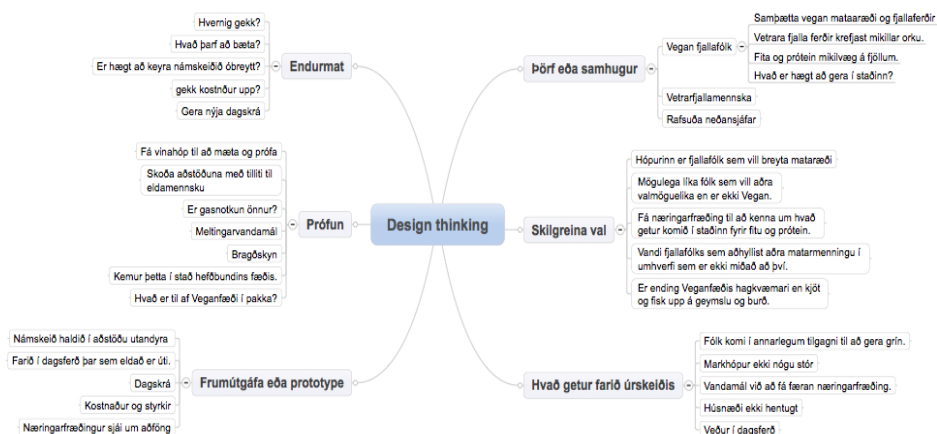 Hvernig gekk?
Hvað þarf að bæta?
Er hægt að keyra námskeiðið óbreytt?
gekk kostnður upp?
Gera nýja dagskrá
Endurmat
Fá vinahóp til að mæta og prófa
Skoða aðstöðuna með tilliti til
eldamennsku
Er gasnotkun önnur?
Meltingarvandamál
Bragðskyn
Kemur þetta í stað hefðbundins fæðis.
Hvað er til af Veganfæði í pakka?
Prófun
Námskeið haldið í aðstöðu utandyra
Farið í dagsferð þar sem eldað er úti.
Dagskrá
Kostnaður og styrkir
Næringarfræðingur sjái um aðföng
Frumútgáfa eða prototype
Design thinking
Þörf eða samhugur
Vegan fjallafólk
Samþætta vegan mataaræði og fjallaferðir
Vetrara fjalla ferðir krefjast mikillar orku.
Fita og prótein mikilvæg á fjöllum.
Hvað er hægt að gera í staðinn?
Vetrarfjallamennska
Rafsuða neðansjáfar
Skilgreina val
Hópurinn er fjallafólk sem vill breyta mataræði
Mögulega líka fólk sem vill aðra
valmöguelika en er ekki Vegan.
Fá næringarfræðing til að kenna um hvað
getur komið í staðinn fyrir fitu og prótein.
Vandi fjallafólks sem aðhyllist aðra matarmenningu í
umhverfi sem er ekki miðað að því.
Er ending Veganfæðis hagkvæmari en kjöt
og fisk upp á geymslu og burð.
Hvað getur farið úrskeiðis
Fólk komi í annarlegum tilgagni til að gera grín.
Markhópur ekki nógu stór
Vandamál við að fá færan næringarfræðing.
Húsnæði ekki hentugt
Veður í dagsferð